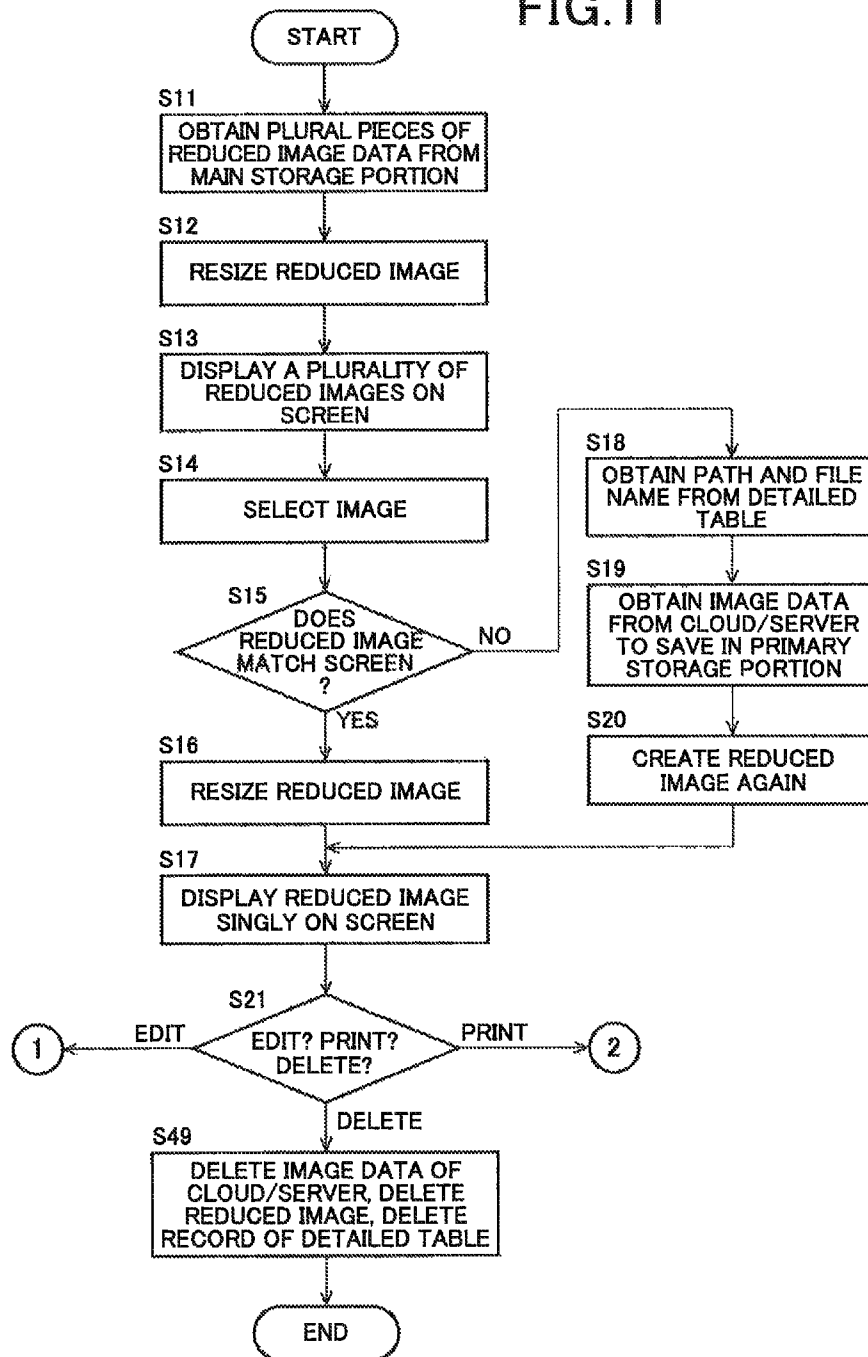 FIG.11
START
S11
OBTAIN PLURAL PIECES OF
REDUCED IMAGE DATA FROM
MAIN STORAGE PORTION
S12
RESIZE REDUCED IMAGE
S13
DISPLAY A PLURALITY OF
REDUCED IMAGES ON
SCREEN
S14
SELECT IMAGE
S15
DOES
REDUCED IMAGE
MATCH SCREEN
?
NO
YES
S18
OBTAIN PATH AND FILE
NAME FROM DETAILED
TABLE
S19
OBTAIN IMAGE DATA
FROM CLOUD/SERVER
TO SAVE IN PRIMARY
STORAGE PORTION
S20
CREATE REDUCED
IMAGE AGAIN
S16
RESIZE REDUCED IMAGE
S17
DISPLAY REDUCED IMAGE
SINGLY ON SCREEN
S21
EDIT? PRINT?
DELETE?
EDIT
1
PRINT
2
DELETE
S49
DELETE IMAGE DATA OF
CLOUD/SERVER, DELETE
REDUCED IMAGE, DELETE
RECORD OF DETAILED TABLE
END